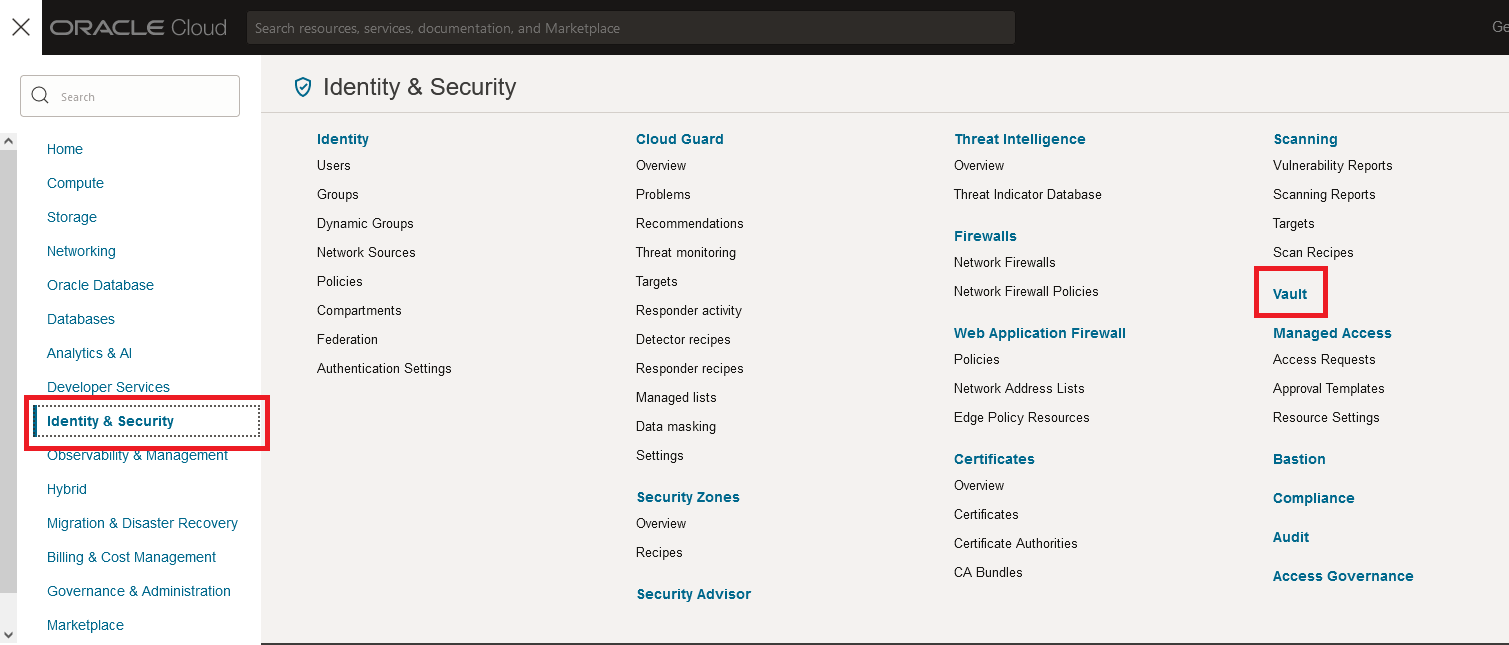 ORACLE Cloud
Search resources, services, documentation, and Marketplace
Ge
Search
Home
Compute
Storage
Networking
Oracle Database
Databases
Analytics & AI
Developer Services
Identity & Security
Observability & Management
Hybrid
Migration & Disaster Recovery
Billing & Cost Management
Governance & Administration
Marketplace
Identity & Security
Identity
Users
Groups
Dynamic Groups
Network Sources
Policies
Compartments
Federation
Authentication Settings
Cloud Guard
Overview
Problems
Recommendations
Threat monitoring
Targets
Responder activity
Detector recipes
Responder recipes
Managed lists
Data masking
Settings
Security Zones
Overview
Recipes
Security Advisor
Threat Intelligence
Overview
Threat Indicator Database
Firewalls
Network Firewalls
Network Firewall Policies
Web Application Firewall
Policies
Network Address Lists
Edge Policy Resources
Certificates
Overview
Certificates
Certificate Authorities
CA Bundles
Scanning
Vulnerability Reports
Scanning Reports
Targets
Scan Recipes
Vault
Managed Access
Access Requests
Approval Templates
Resource Settings
Bastion
Compliance
Audit
Access Governance